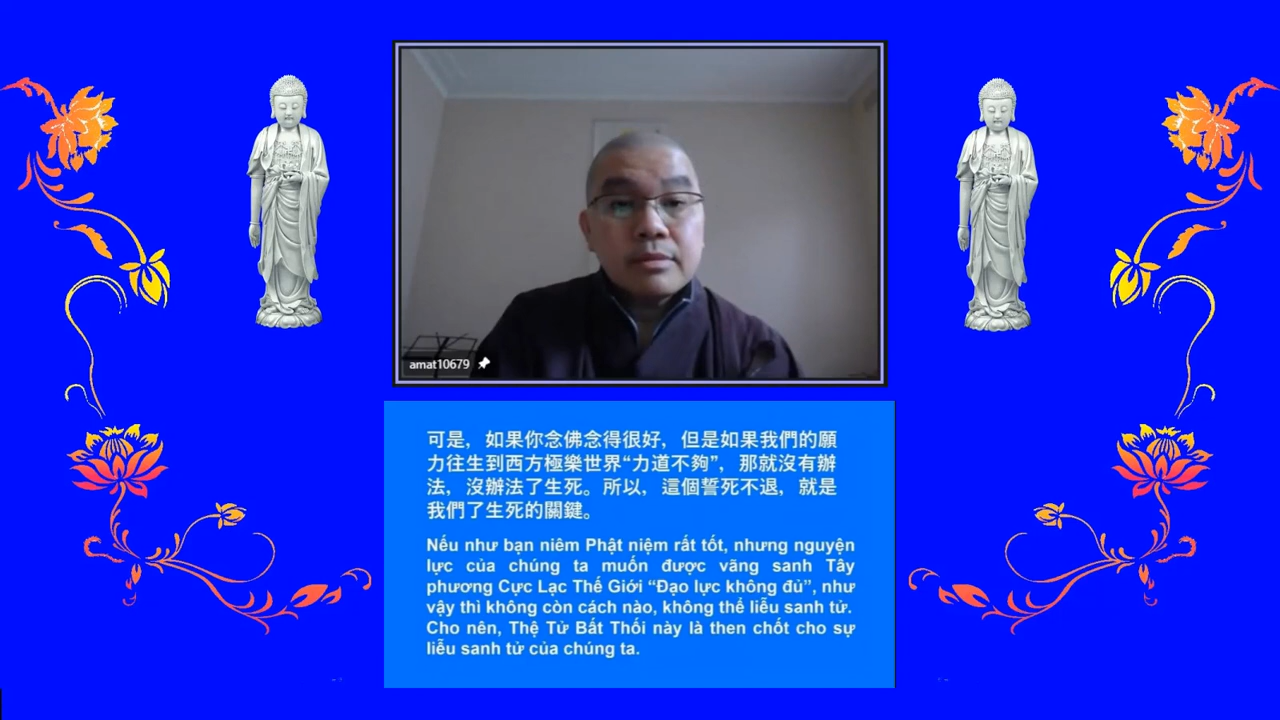 amat10679
可是，如果你念佛念得很好，但是如果我們的願
力往生到西方極樂世界“力道不夠”，那就沒有辦
法，沒辦法了生死。所以，這個誓死不退，就是
我們了生死的關鍵。
Nếu như bạn niêm Phật niệm rất tốt, nhưng nguyện
lực của chúng ta muốn được vãng sanh Tây
phương Cực Lạc Thế Giới “Đạo lực không đủ”, như
vậy thì không còn cách nào, không thể liễu sanh tử.
Cho nên, Thệ Tử Bất Thối này là then chốt cho sự
liễu sanh tử của chúng ta.